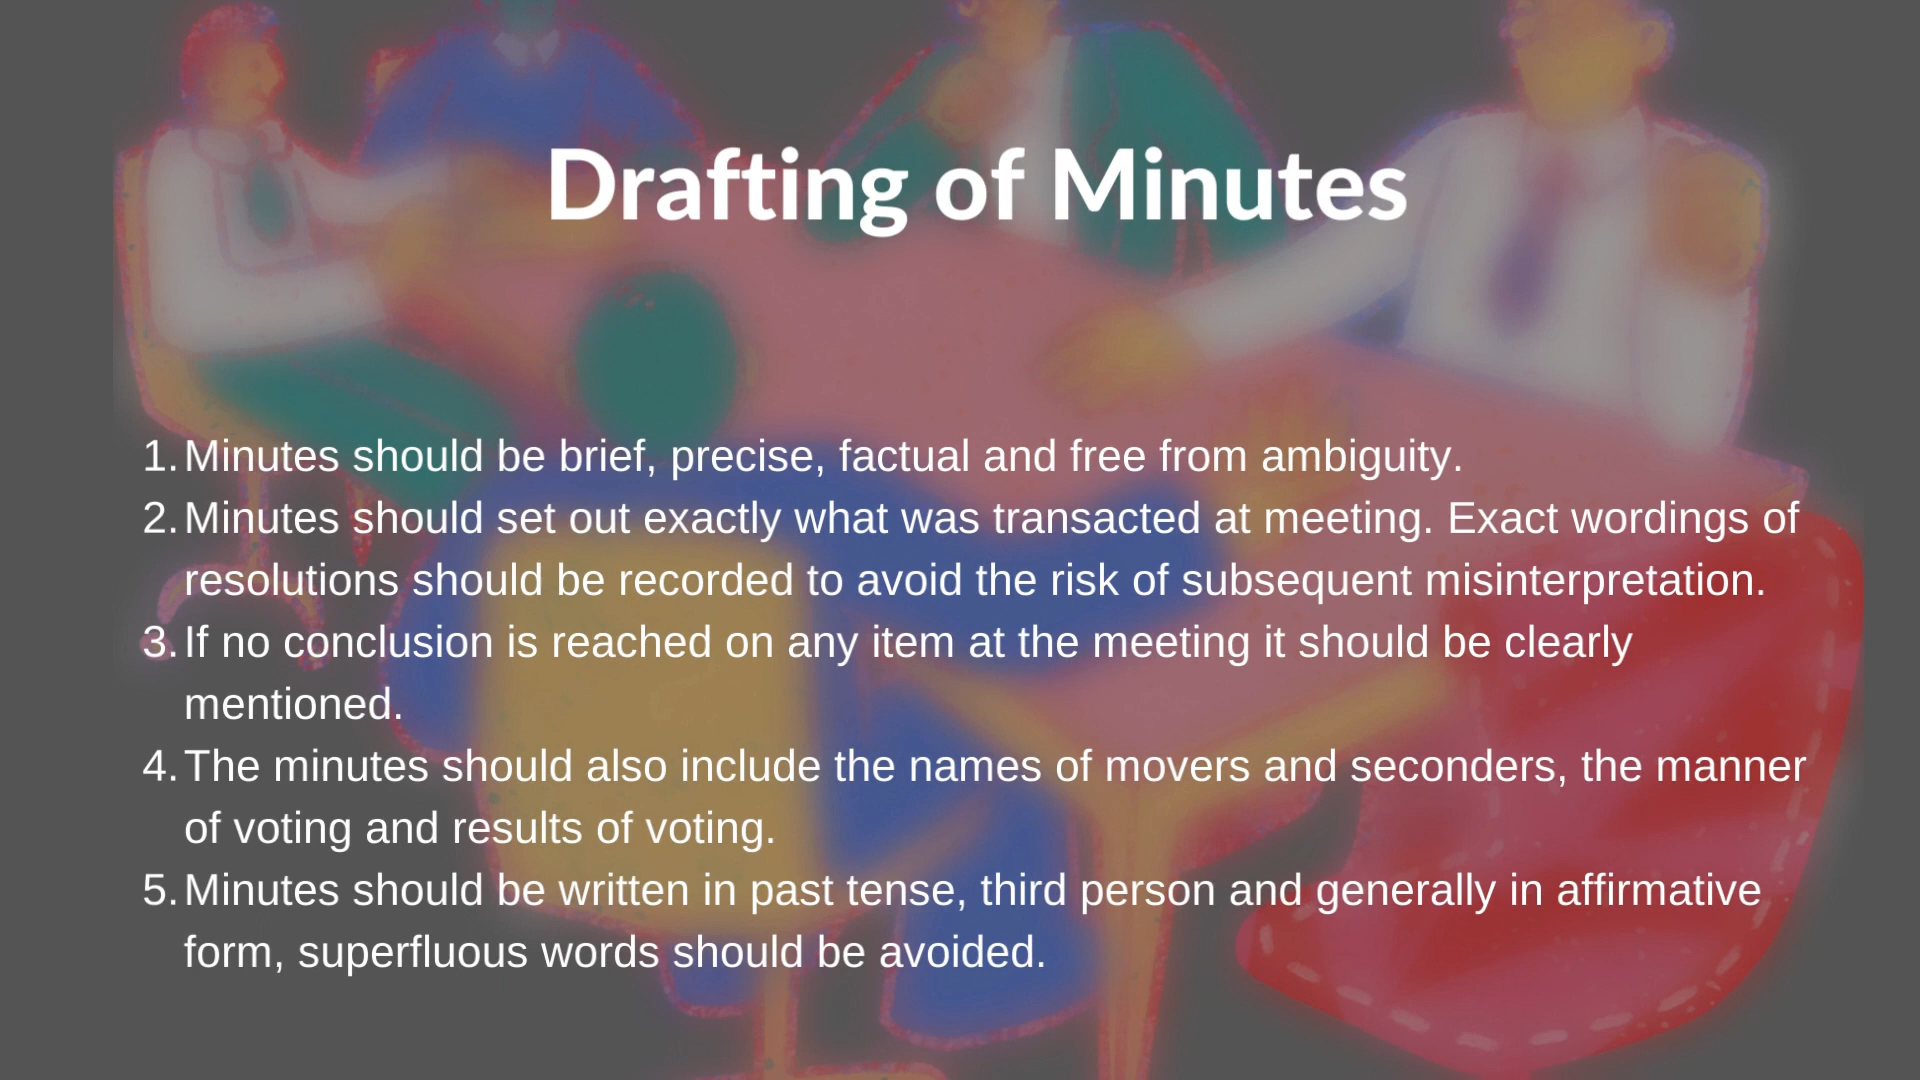 Drafting of Minutes
1. Minutes should be brief, precise, factual and free from ambiguity.
2. Minutes should set out exactly what was transacted at meeting. Exact wordings of
resolutions should be recorded to avoid the risk of subsequent misinterpretation.
3. If no conclusion is reached on any item at the meeting it should be clearly
mentioned.
4. The minutes should also include the names of movers and seconders, the manner
of voting and results of voting.
5. Minutes should be written in past tense, third person and generally in affirmative
form, superfluous words should be avoided.